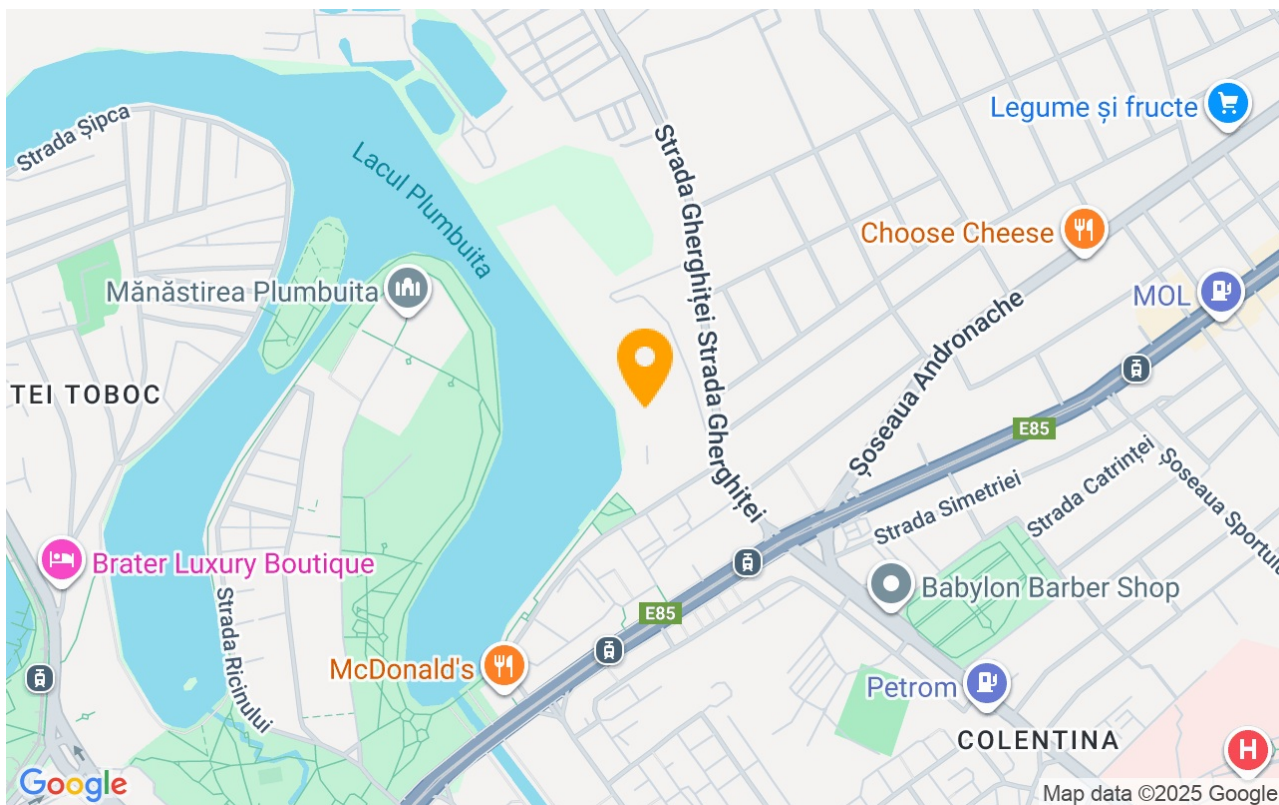 Legume și fructe
Strada Șipca
Lacul Plumbuita
Strada Gherghiței
Strada Gherghiței
Choose Cheese
Mănăstirea Plumbuita
MOL
TEI TOBOC
Șoseaua Andronache
E85
Strada Simetriei
Strada Catrinței
Șoseaua Sportului
Brater Luxury Boutique
Babylon Barber Shop
Strada Ricinului
E85
McDonald's
Petrom
COLENTINA
H
Google
Map data ©2025 Google